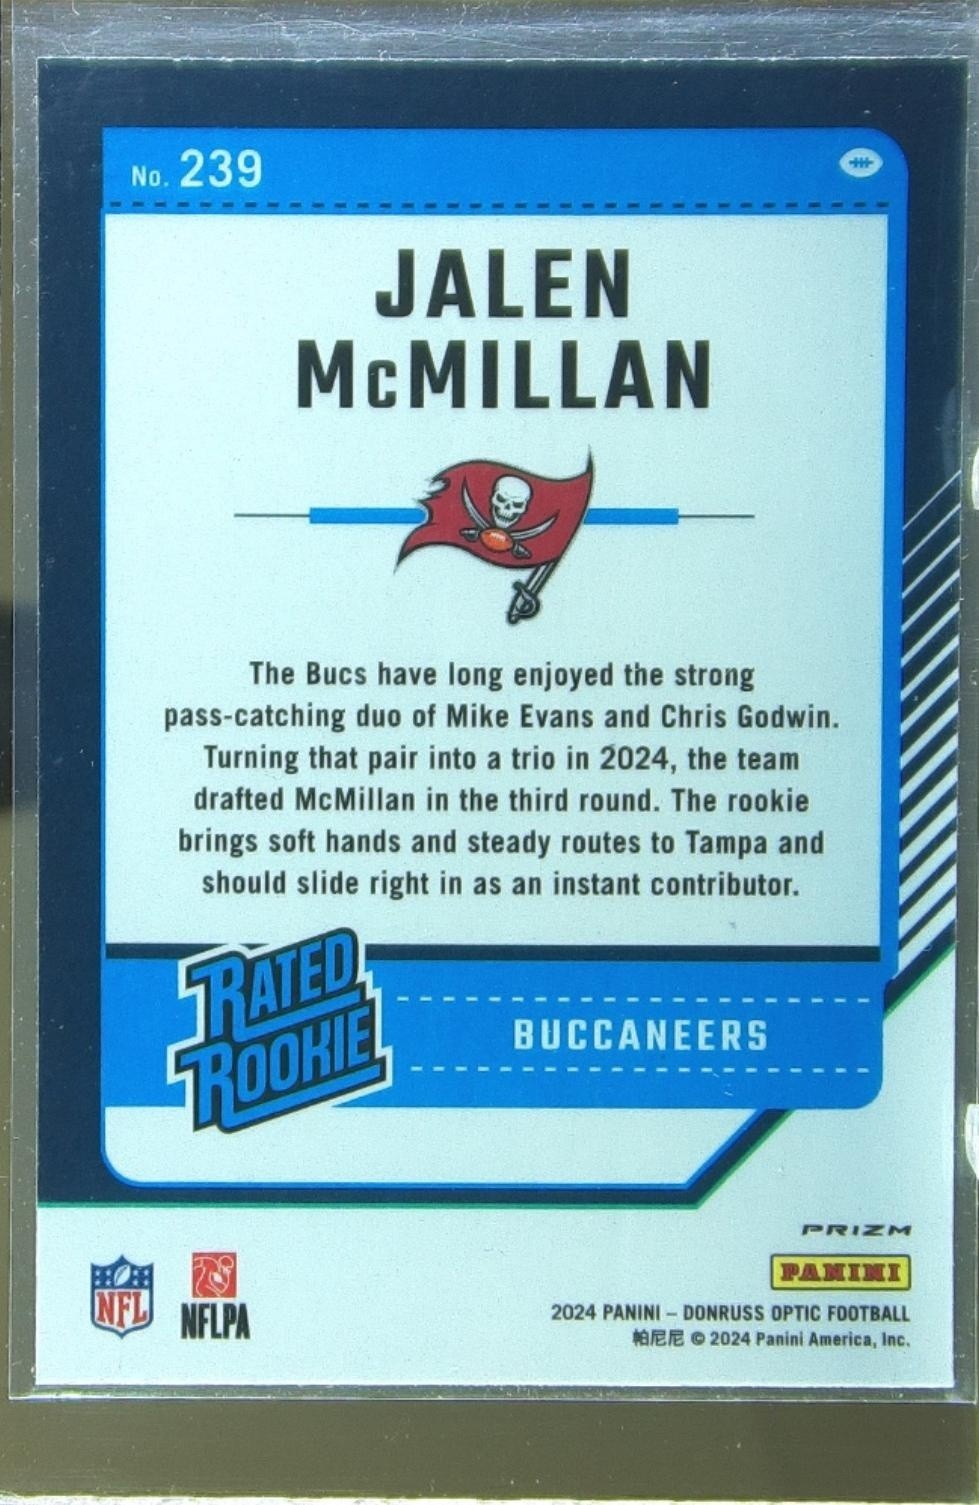 No. 239
JALEN
McMILLAN
The Bucs have long enjoyed the strong
pass-catching duo of Mike Evans and Chris Godwin.
Turning that pair into a trio in 2024, the team
drafted McMillan in the third round. The rookie
brings soft hands and steady routes to Tampa and
should slide right in as an instant contributor.
RATED
ROOKIE
BUCCANEERS
PRIZM
PANINI
NFL
NFLPA
2024 PANINI – DONRUSS OPTIC FOOTBALL
帕尼尼 © 2024 Panini America, Inc.